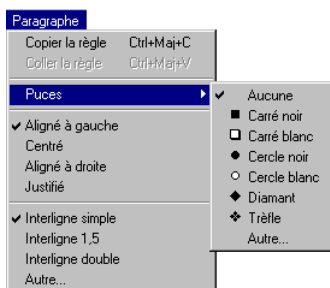 Paragraphe
Copier la règle Ctrl+Maj+C
Coller la règle Ctrl+Maj+V
Puces
Aligné à gauche
Centré
Aligné à droite
Justifié
Interligne simple
Interligne 1,5
Interligne double
Autre...
Aucune
Carré noir
Carré blanc
Cercle noir
Cercle blanc
Diamant
Trèfle
Autre...